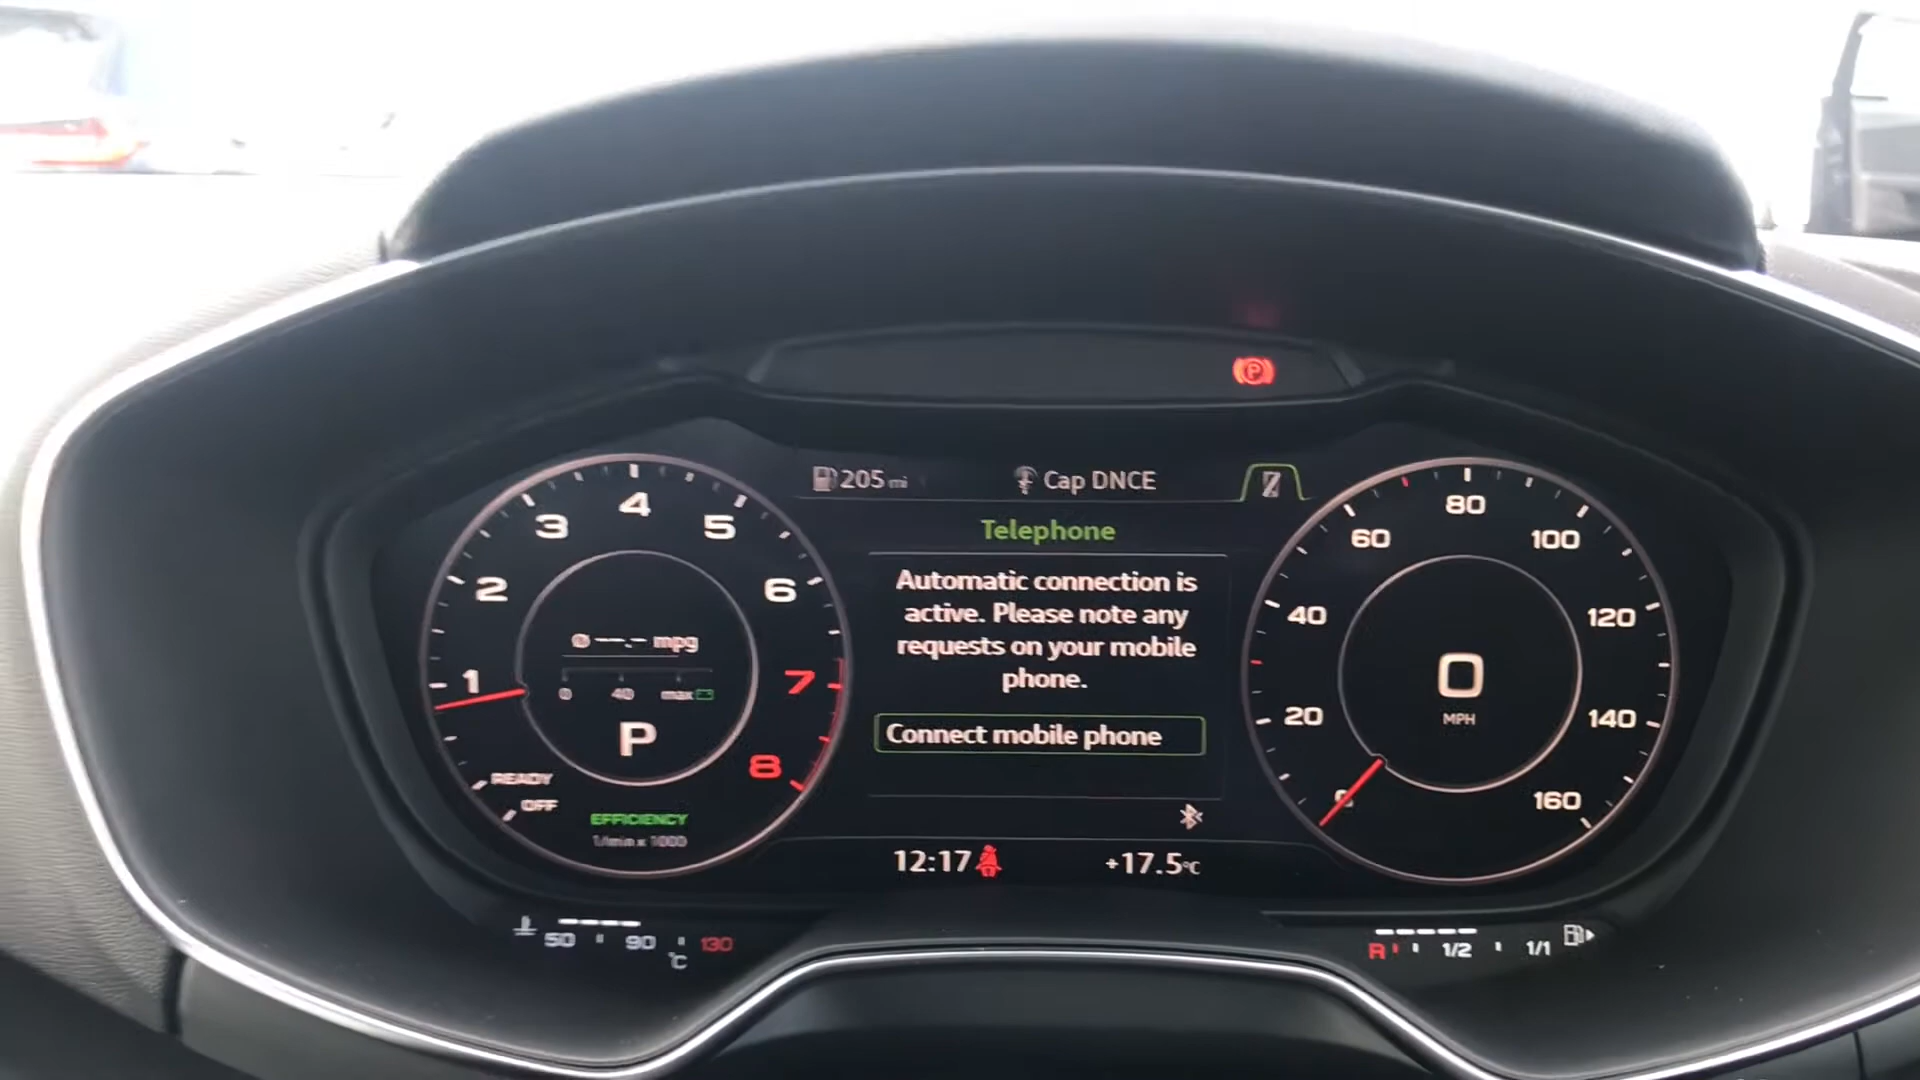 205 mi
Cap DNCE
Telephone
Automatic connection is
active. Please note any
requests on your mobile
phone.
Connect mobile phone
12:17
+17.5°C
1
2
3
4
5
6
7
8
Ø --.- mpg
0 40 max
P
READY
OFF
EFFICIENCY
1/min x 1000
20
40
60
80
100
120
140
160
0
MPH
50 90 130
°C
R 1/2 1/1
P